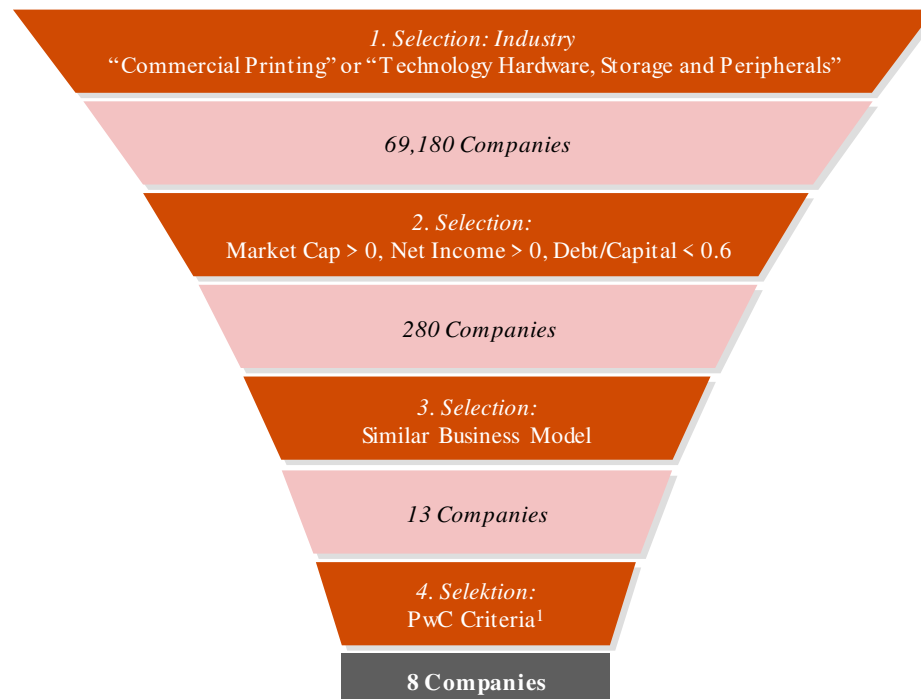 1. Selection: Industry
“Commercial Printing” or “Technology Hardware, Storage and Peripherals”
69,180 Companies
2. Selection:
Market Cap > 0, Net Income > 0, Debt/Capital < 0.6
280 Companies
3. Selection:
Similar Business Model
13 Companies
4. Selektion:
PwC Criteria¹
8 Companies